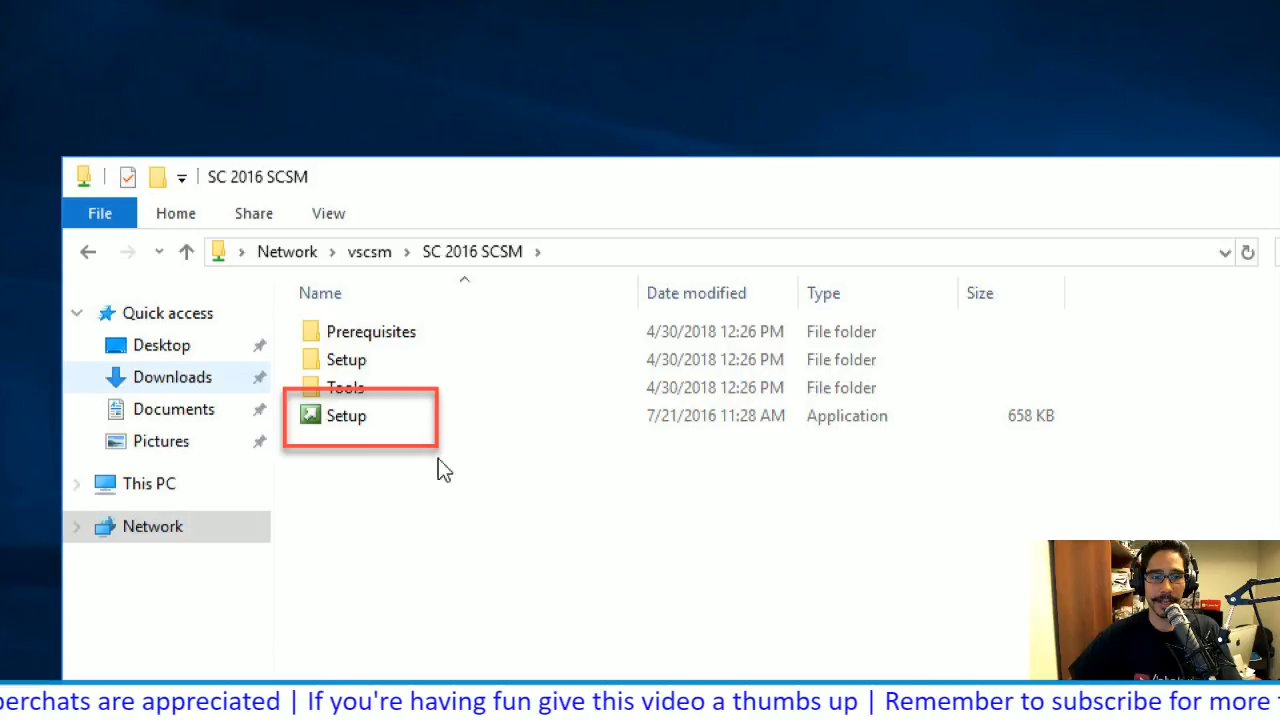 SC 2016 SCSM
File Home Share View
Network vscsm SC 2016 SCSM
Name Date modified Type Size
Quick access
Desktop
Downloads
Documents
Pictures
This PC
Network
Prerequisites 4/30/2018 12:26 PM File folder
Setup 4/30/2018 12:26 PM File folder
Tools 4/30/2018 12:26 PM File folder
Setup 7/21/2016 11:28 AM Application 658 KB
perchats are appreciated | If you're having fun give this video a thumbs up | Remember to subscribe for more